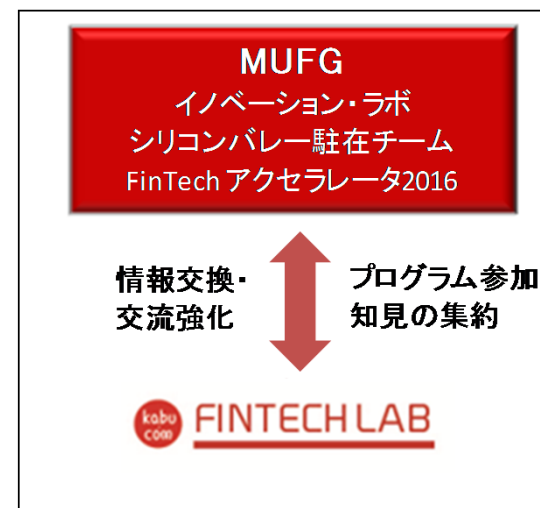 MUFG
イノベーション・ラボ
シリコンバレー駐在チーム
FinTech アクセラレータ2016
情報交換・
交流強化
プログラム参加
知見の集約
kabu
com
FINTECH LAB